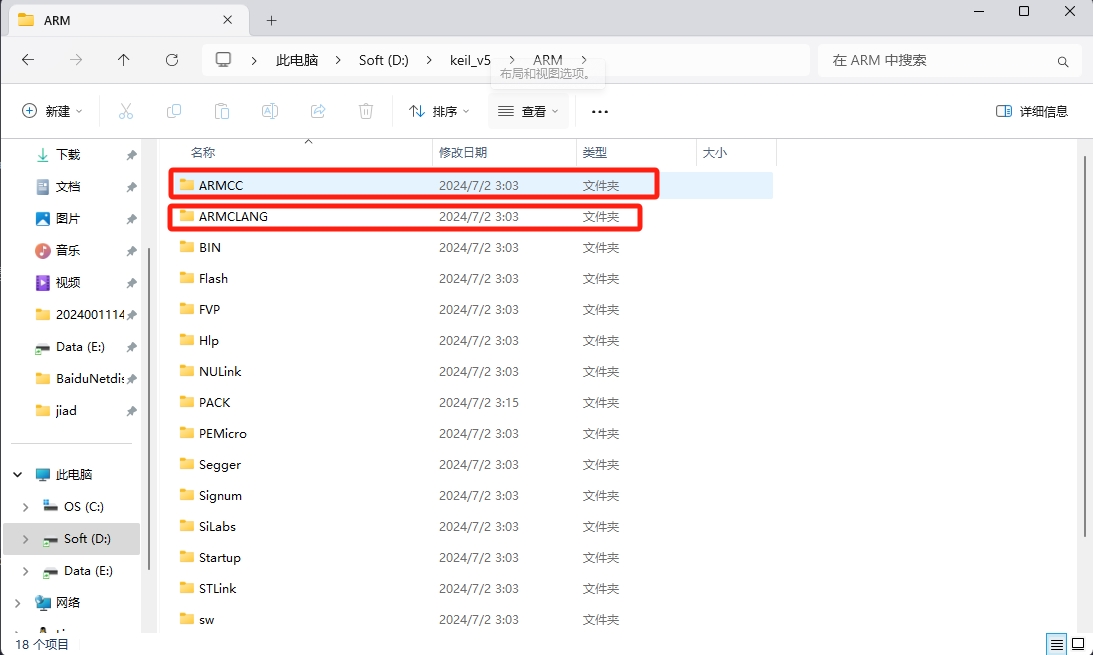 ARM
此电脑 Soft (D:) keil_v5 ARM
在 ARM 中搜索
布局和视图选项。
新建 排序 查看 详细信息
名称 修改日期 类型 大小
下载
文档
图片
音乐
视频
2024001114
Data (E:)
BaiduNetdis
jiad
此电脑
OS (C:)
Soft (D:)
Data (E:)
网络
ARMCC 2024/7/2 3:03 文件夹
ARMCLANG 2024/7/2 3:03 文件夹
BIN 2024/7/2 3:03 文件夹
Flash 2024/7/2 3:03 文件夹
FVP 2024/7/2 3:03 文件夹
Hlp 2024/7/2 3:03 文件夹
NULink 2024/7/2 3:03 文件夹
PACK 2024/7/2 3:15 文件夹
PEMicro 2024/7/2 3:03 文件夹
Segger 2024/7/2 3:03 文件夹
Signum 2024/7/2 3:03 文件夹
SiLabs 2024/7/2 3:03 文件夹
Startup 2024/7/2 3:03 文件夹
STLink 2024/7/2 3:03 文件夹
sw 2024/7/2 3:03 文件夹
18 个项目